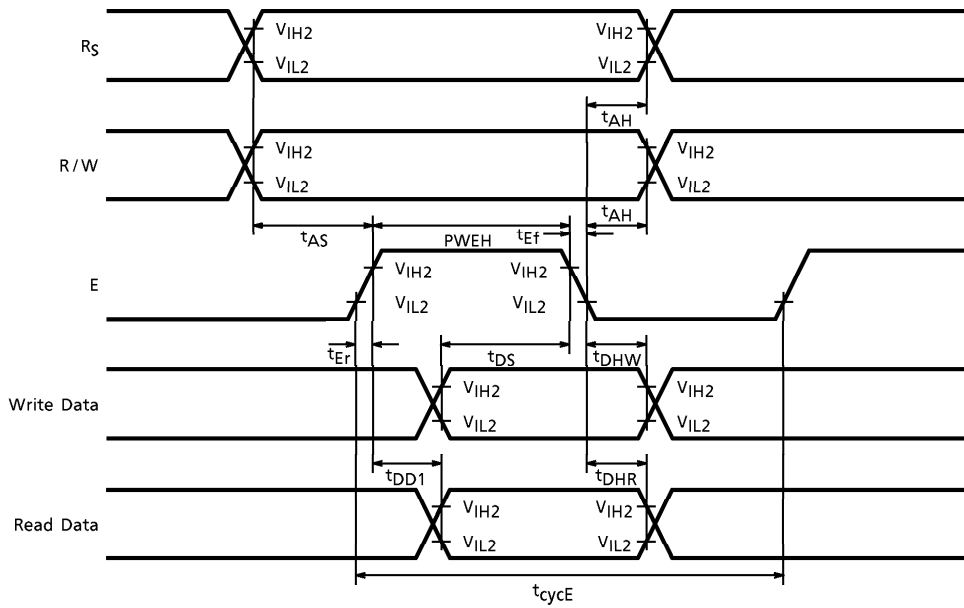 RS
VIH2 VIH2
VIL2 VIL2
tAH
R / W
VIH2 VIH2
VIL2 VIL2
tAH
tAS PWEH tEf
E
VIH2 VIH2
VIL2 VIL2
tEr tDS tDHW
Write Data
VIH2 VIH2
VIL2 VIL2
tDD1 tDHR
Read Data
VIH2 VIH2
VIL2 VIL2
tcycE